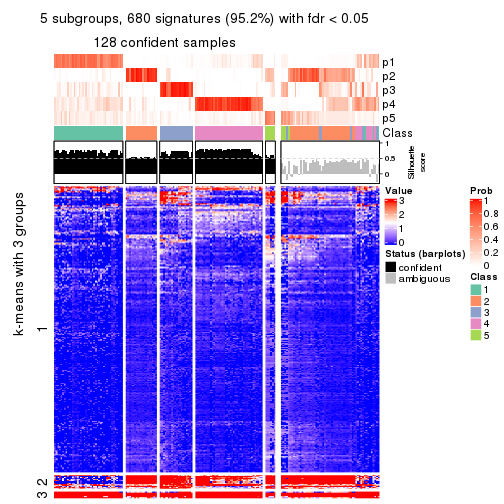 5 subgroups, 680 signatures (95.2%) with fdr < 0.05
128 confident samples
p1
p2
p3
p4
p5
Class
1
0.5
0
Silhouette
score
k-means with 3 groups
1
2
3
Value
3
2
1
0
Status (barplots)
confident
ambiguous
Prob
1
0.8
0.6
0.4
0.2
0
Class
1
2
3
4
5